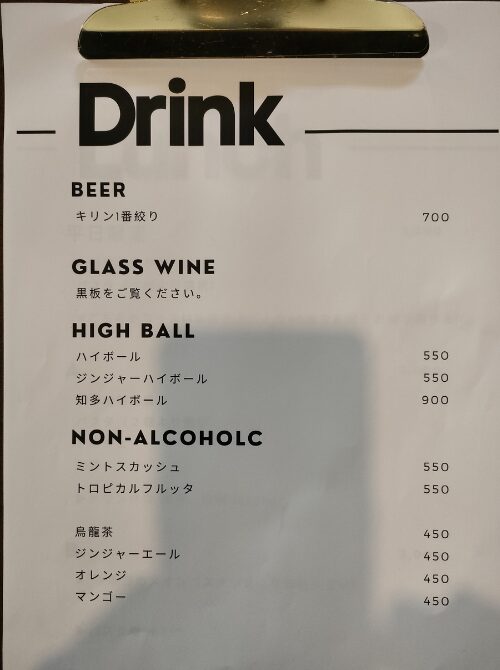 Drink
BEER
キリン1番絞り 700
GLASS WINE
黒板をご覧ください。
HIGH BALL
ハイボール 550
ジンジャーハイボール 550
知多ハイボール 900
NON-ALCOHOLC
ミントスカッシュ 550
トロピカルフルッタ 550
烏龍茶 450
ジンジャーエール 450
オレンジ 450
マンゴー 450